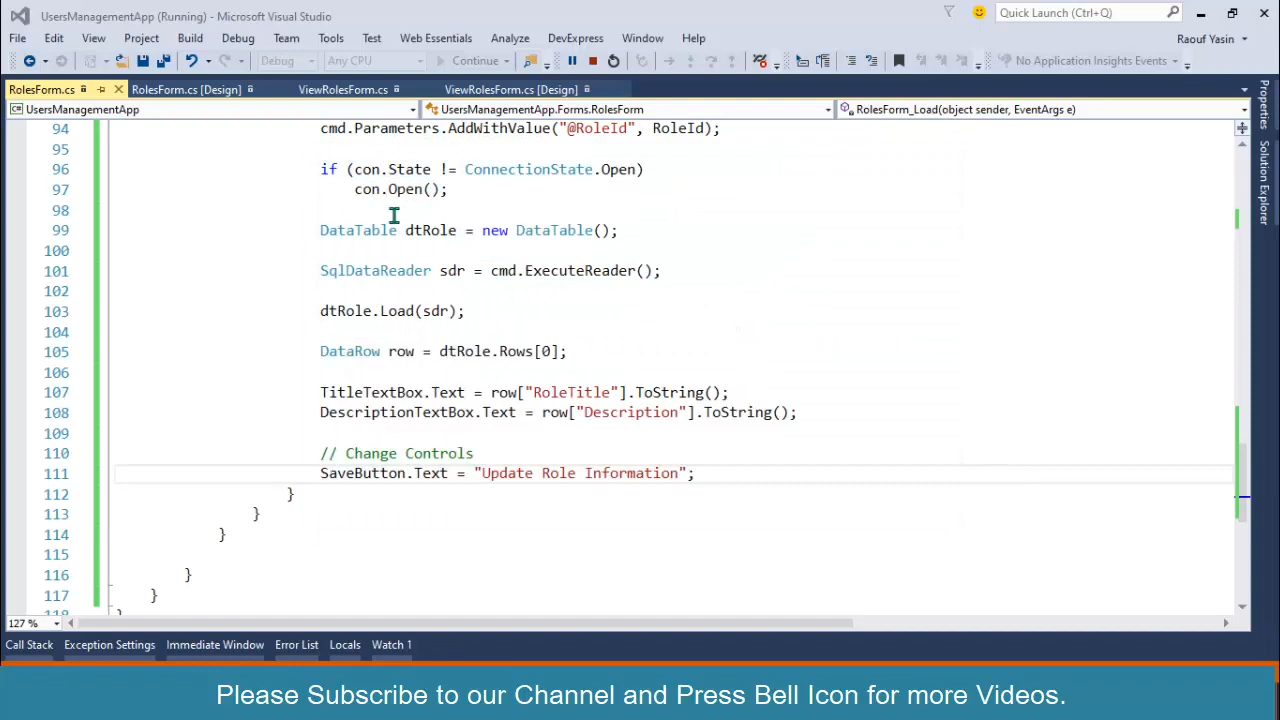 UsersManagementApp (Running) - Microsoft Visual Studio
Quick Launch (Ctrl+Q)
File Edit View Project Build Debug Team Tools Test Web Essentials Analyze DevExpress Window Help
Raouf Yasin
Debug Any CPU Continue No Application Insights Events
RolesForm.cs RolesForm.cs [Design] ViewRolesForm.cs ViewRolesForm.cs [Design]
UsersManagementApp UsersManagementApp.Forms.RolesForm RolesForm_Load(object sender, EventArgs e)
Properties
Solution Explorer
94 cmd.Parameters.AddWithValue("@RoleId", RoleId);
95
96 if (con.State != ConnectionState.Open)
97 con.Open();
98
99 DataTable dtRole = new DataTable();
100
101 SqlDataReader sdr = cmd.ExecuteReader();
102
103 dtRole.Load(sdr);
104
105 DataRow row = dtRole.Rows[0];
106
107 TitleTextBox.Text = row["RoleTitle"].ToString();
108 DescriptionTextBox.Text = row["Description"].ToString();
109
110 // Change Controls
111 SaveButton.Text = "Update Role Information";
112 }
113 }
114 }
115
116 }
117 }
118 }
127 %
Call Stack Exception Settings Immediate Window Error List Locals Watch 1
Please Subscribe to our Channel and Press Bell Icon for more Videos.